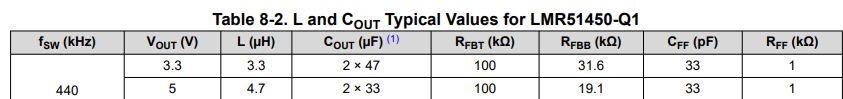 Table 8-2. L and COUT Typical Values for LMR51450-Q1
fSW (kHz) VOUT (V) L (µH) COUT (µF) (1) RFBT (kΩ) RFBB (kΩ) CFF (pF) RFF (kΩ)
3.3 3.3 2 × 47 100 31.6 33 1
440
5 4.7 2 × 33 100 19.1 33 1